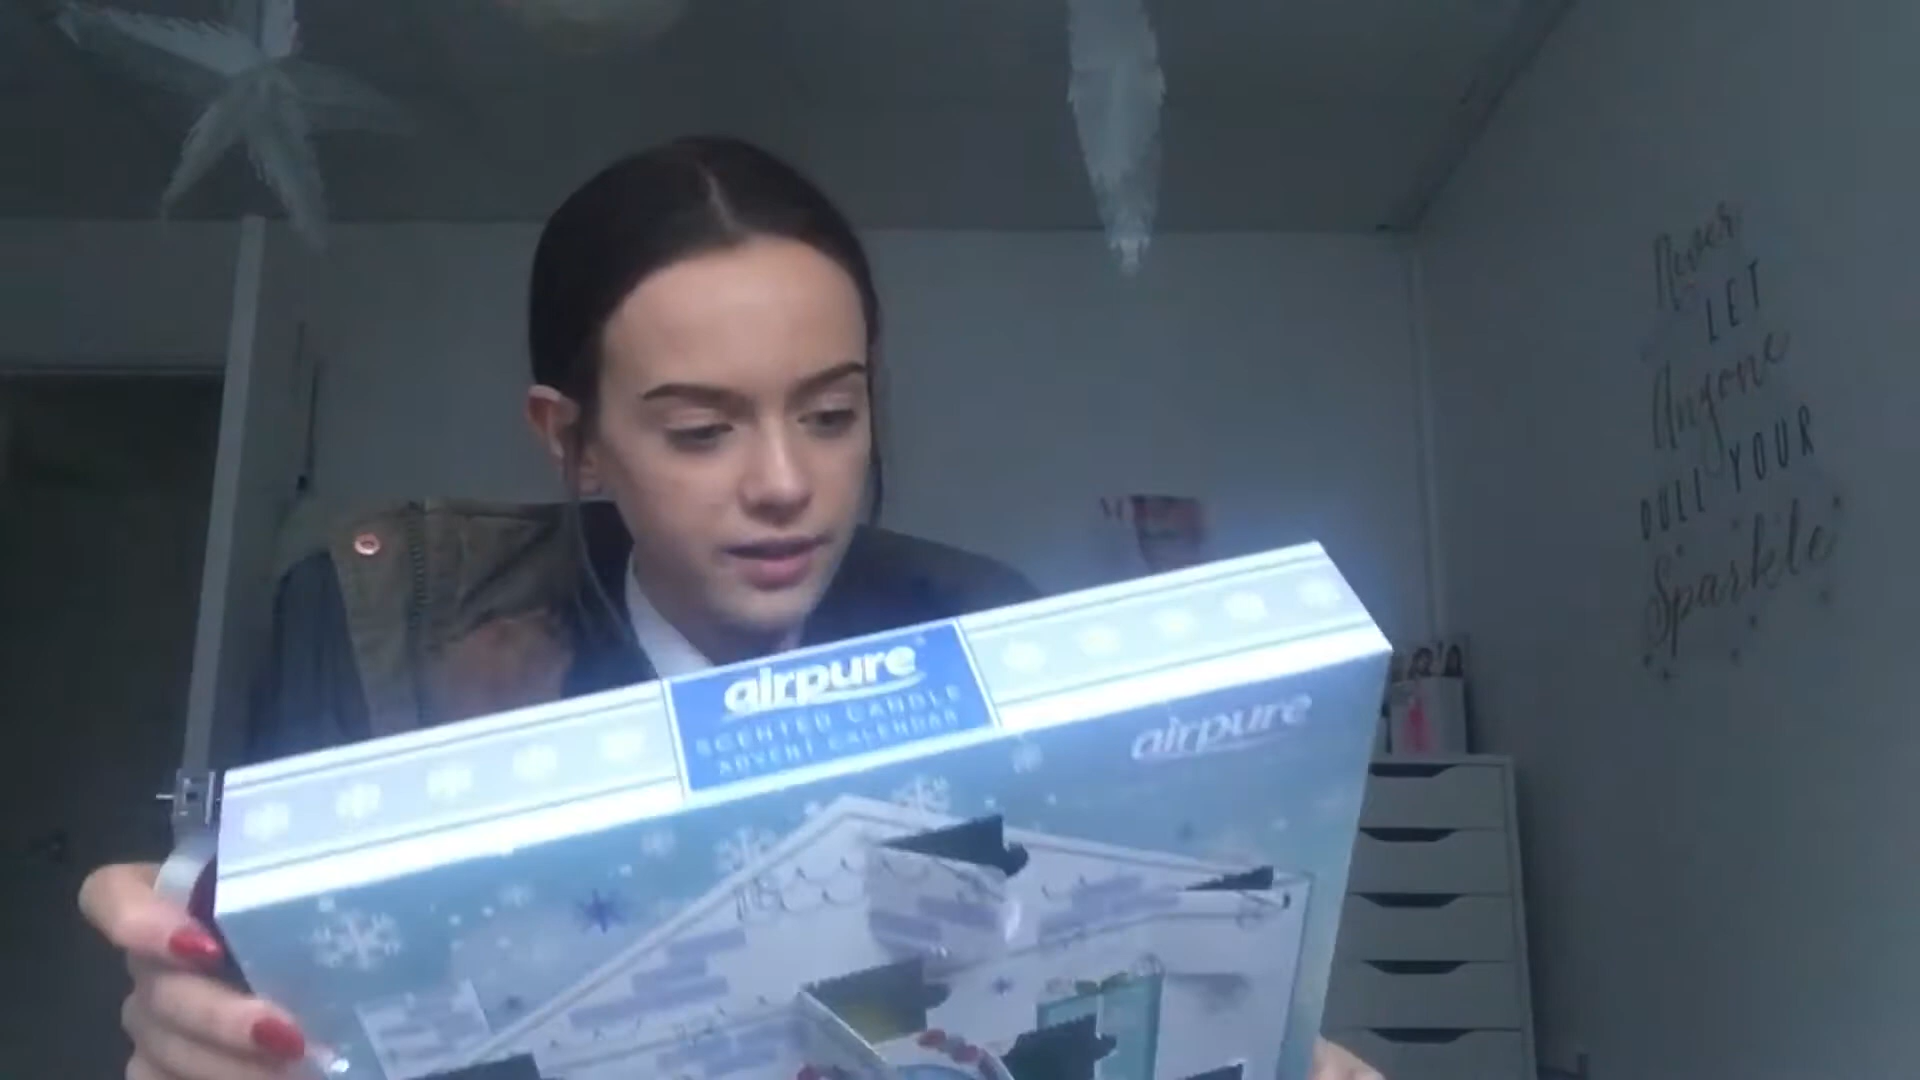 airpure
SCENTED CANDLE
ADVENT CALENDAR
airpure
Never
LET
Anyone
DULL YOUR
Sparkle